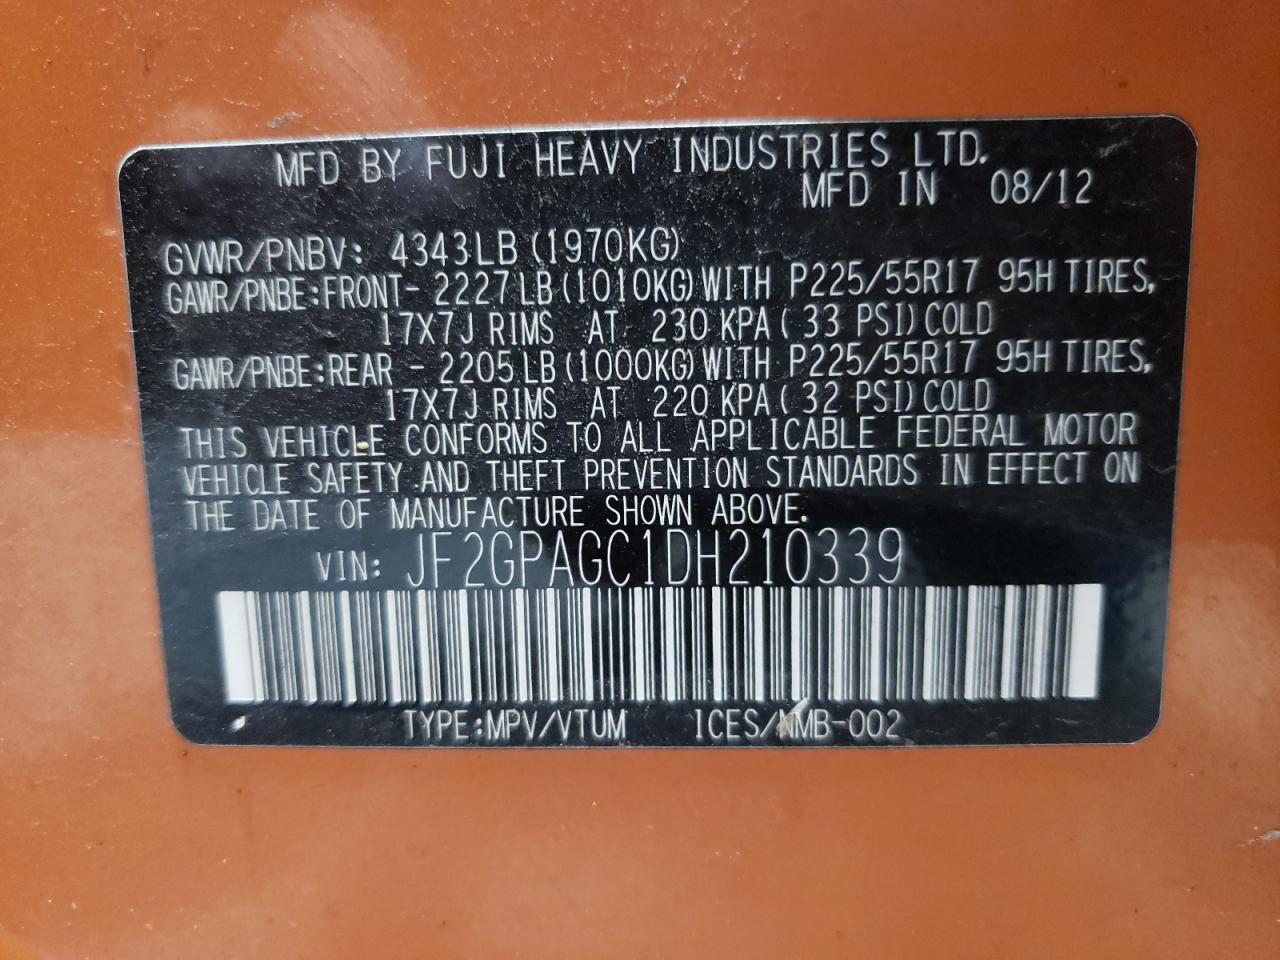 MFD BY FUJI HEAVY INDUSTRIES LTD.
MFD IN 08/12
GVWR/PNBV: 4343LB (1970KG)
GAWR/PNBE:FRONT- 2227LB(1010KG)WITH P225/55R17 95H TIRES,
17X7J RIMS AT 230 KPA( 33 PSI)COLD
GAWR/PNBE:REAR - 2205LB(1000KG)WITH P225/55R17 95H TIRES,
17X7J RIMS AT 220 KPA( 32 PSI)COLD
THIS VEHICLE CONFORMS TO ALL APPLICABLE FEDERAL MOTOR
VEHICLE SAFETY AND THEFT PREVENTION STANDARDS IN EFFECT ON
THE DATE OF MANUFACTURE SHOWN ABOVE.
VIN: JF2GPAGC1DH210339
TYPE:MPV/VTUM ICES/NMB-002